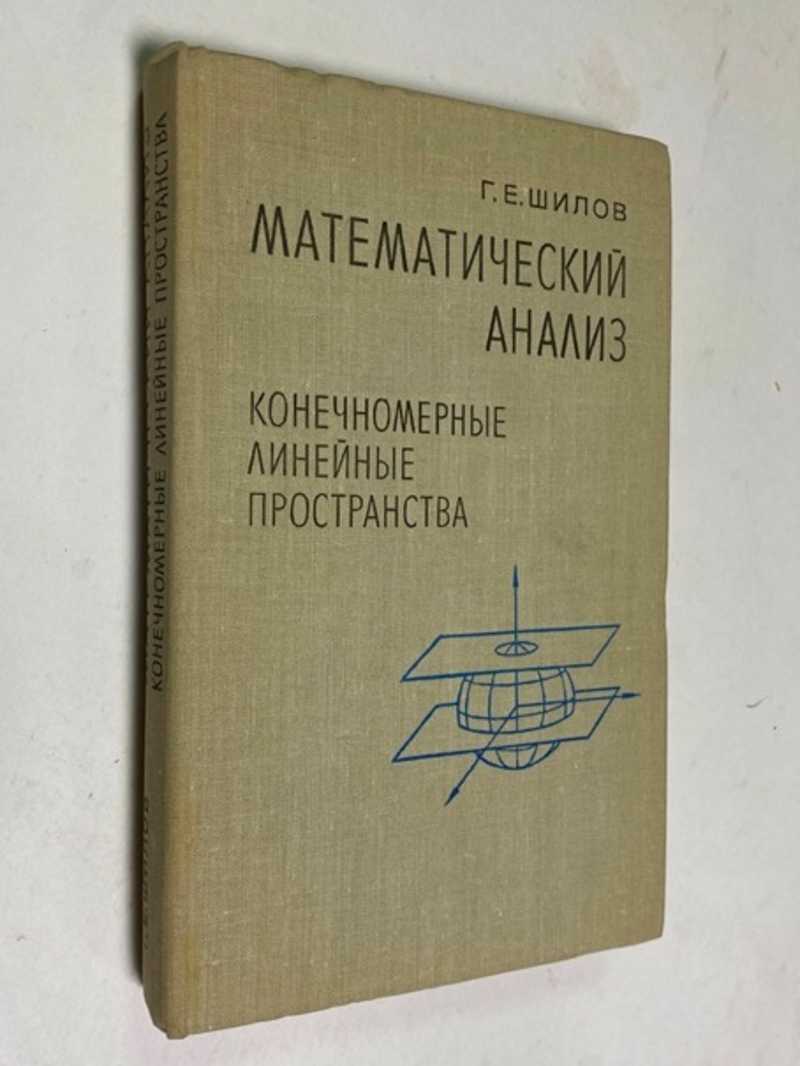 Г.Е.ШИЛОВ
МАТЕМАТИЧЕСКИЙ
АНАЛИЗ
КОНЕЧНОМЕРНЫЕ
ЛИНЕЙНЫЕ
ПРОСТРАНСТВА
КОНЕЧНОМЕРНЫЕ ЛИНЕЙНЫЕ ПРОСТРАНСТВА